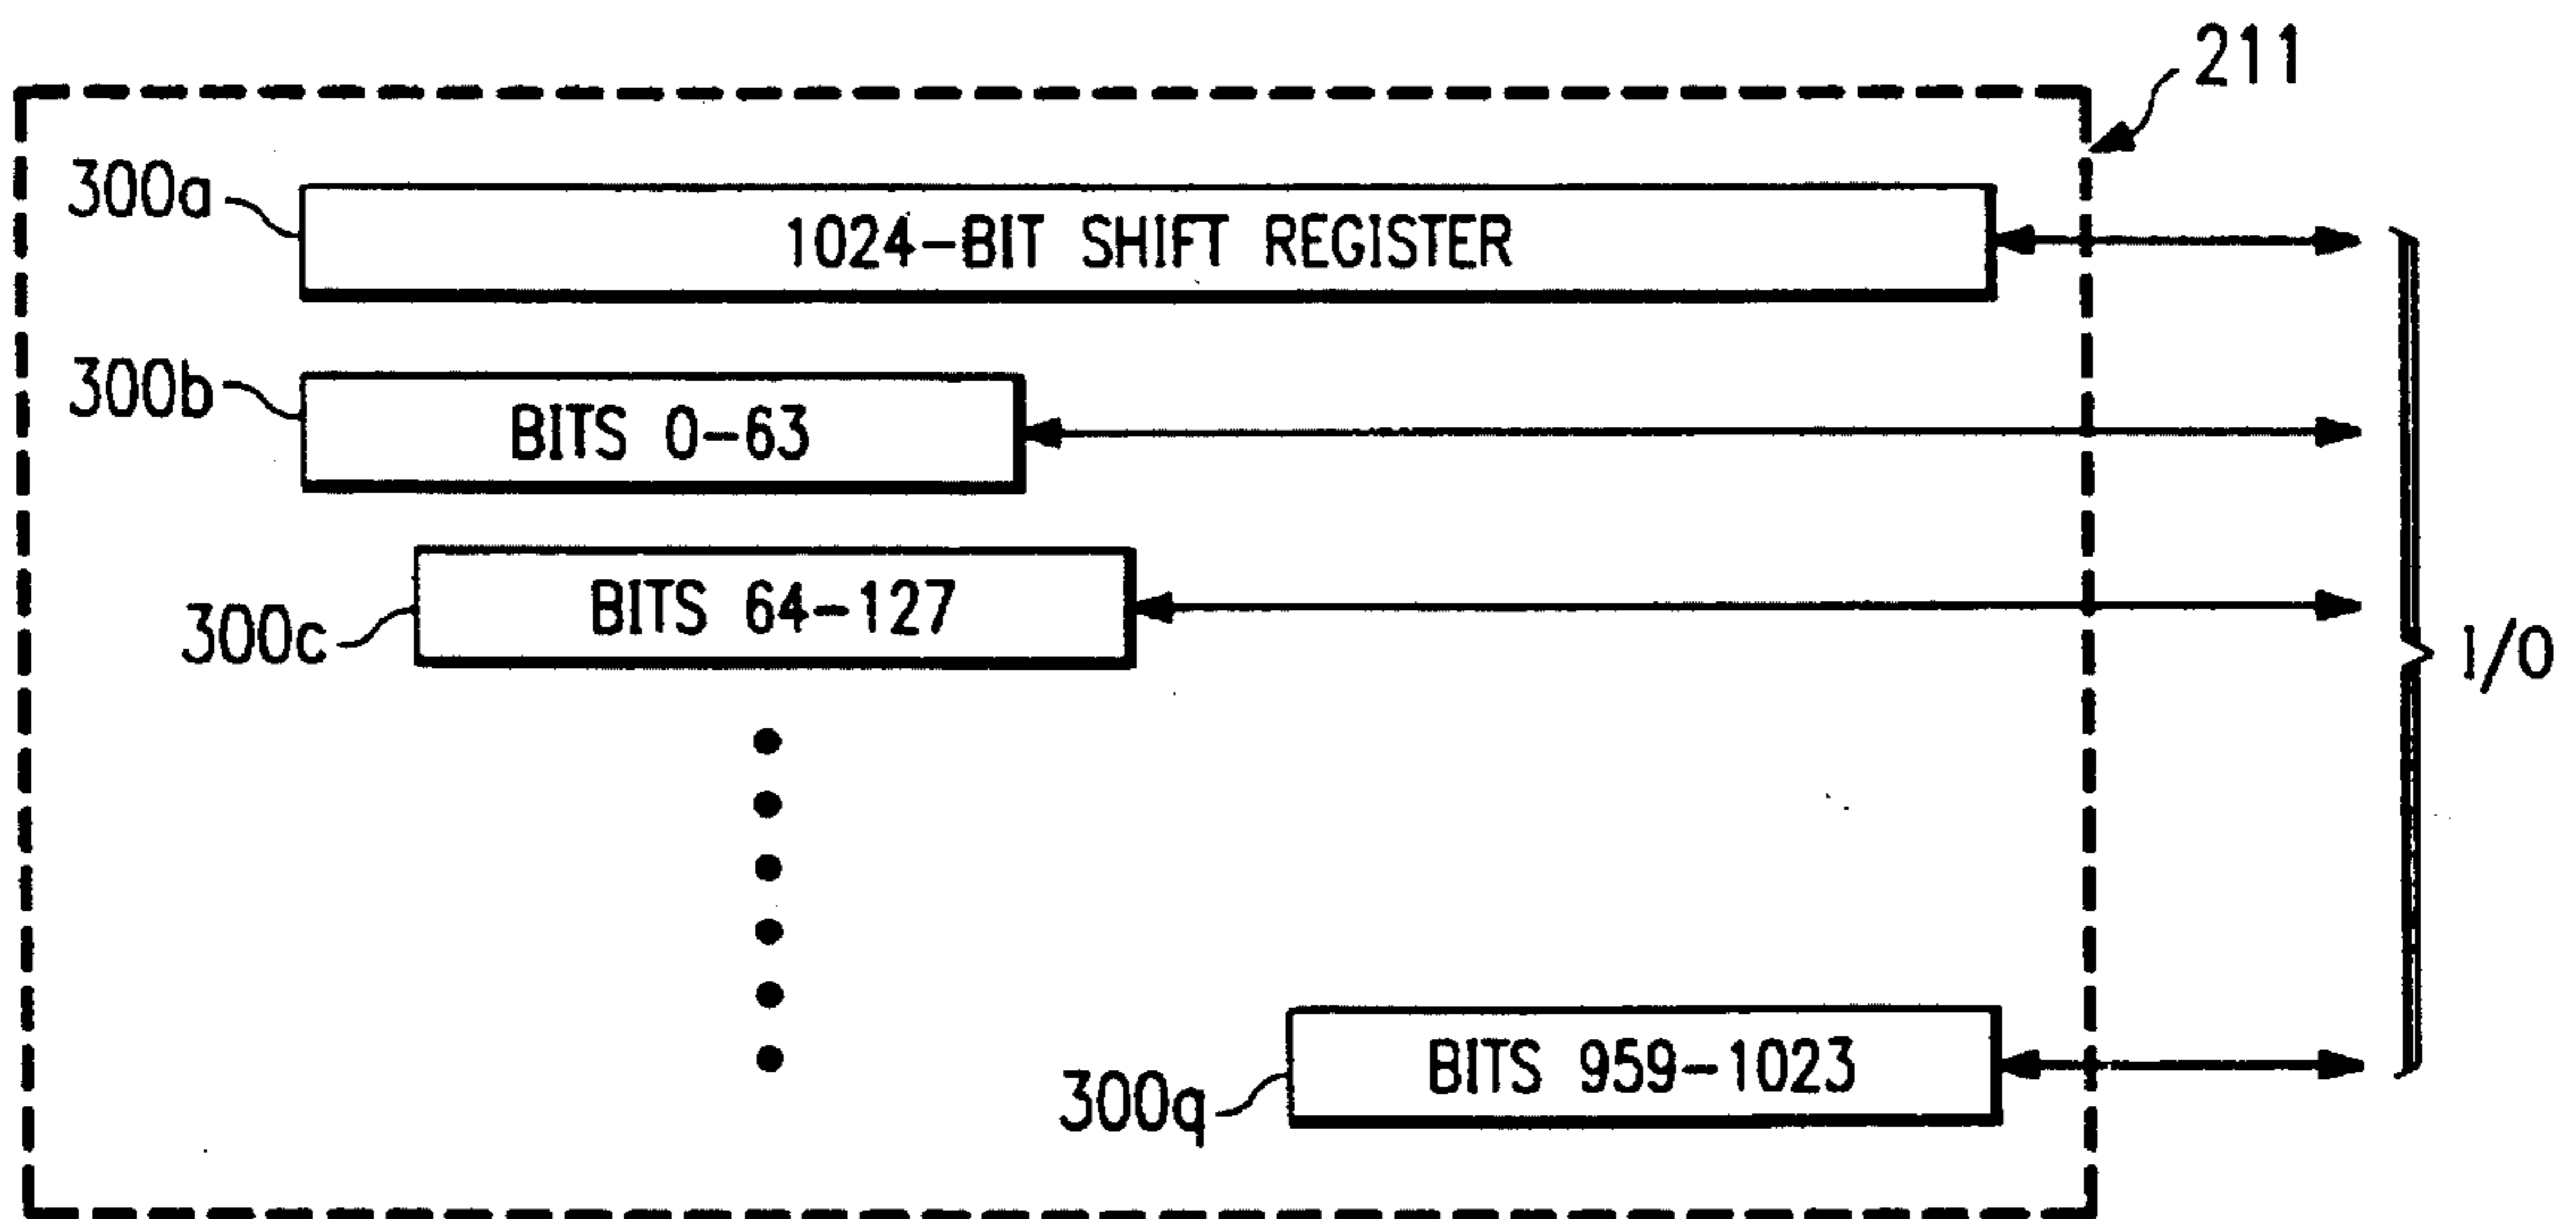 211
300a
1024-BIT SHIFT REGISTER
300b
BITS 0-63
300c
BITS 64-127
I/O
300q
BITS 959-1023